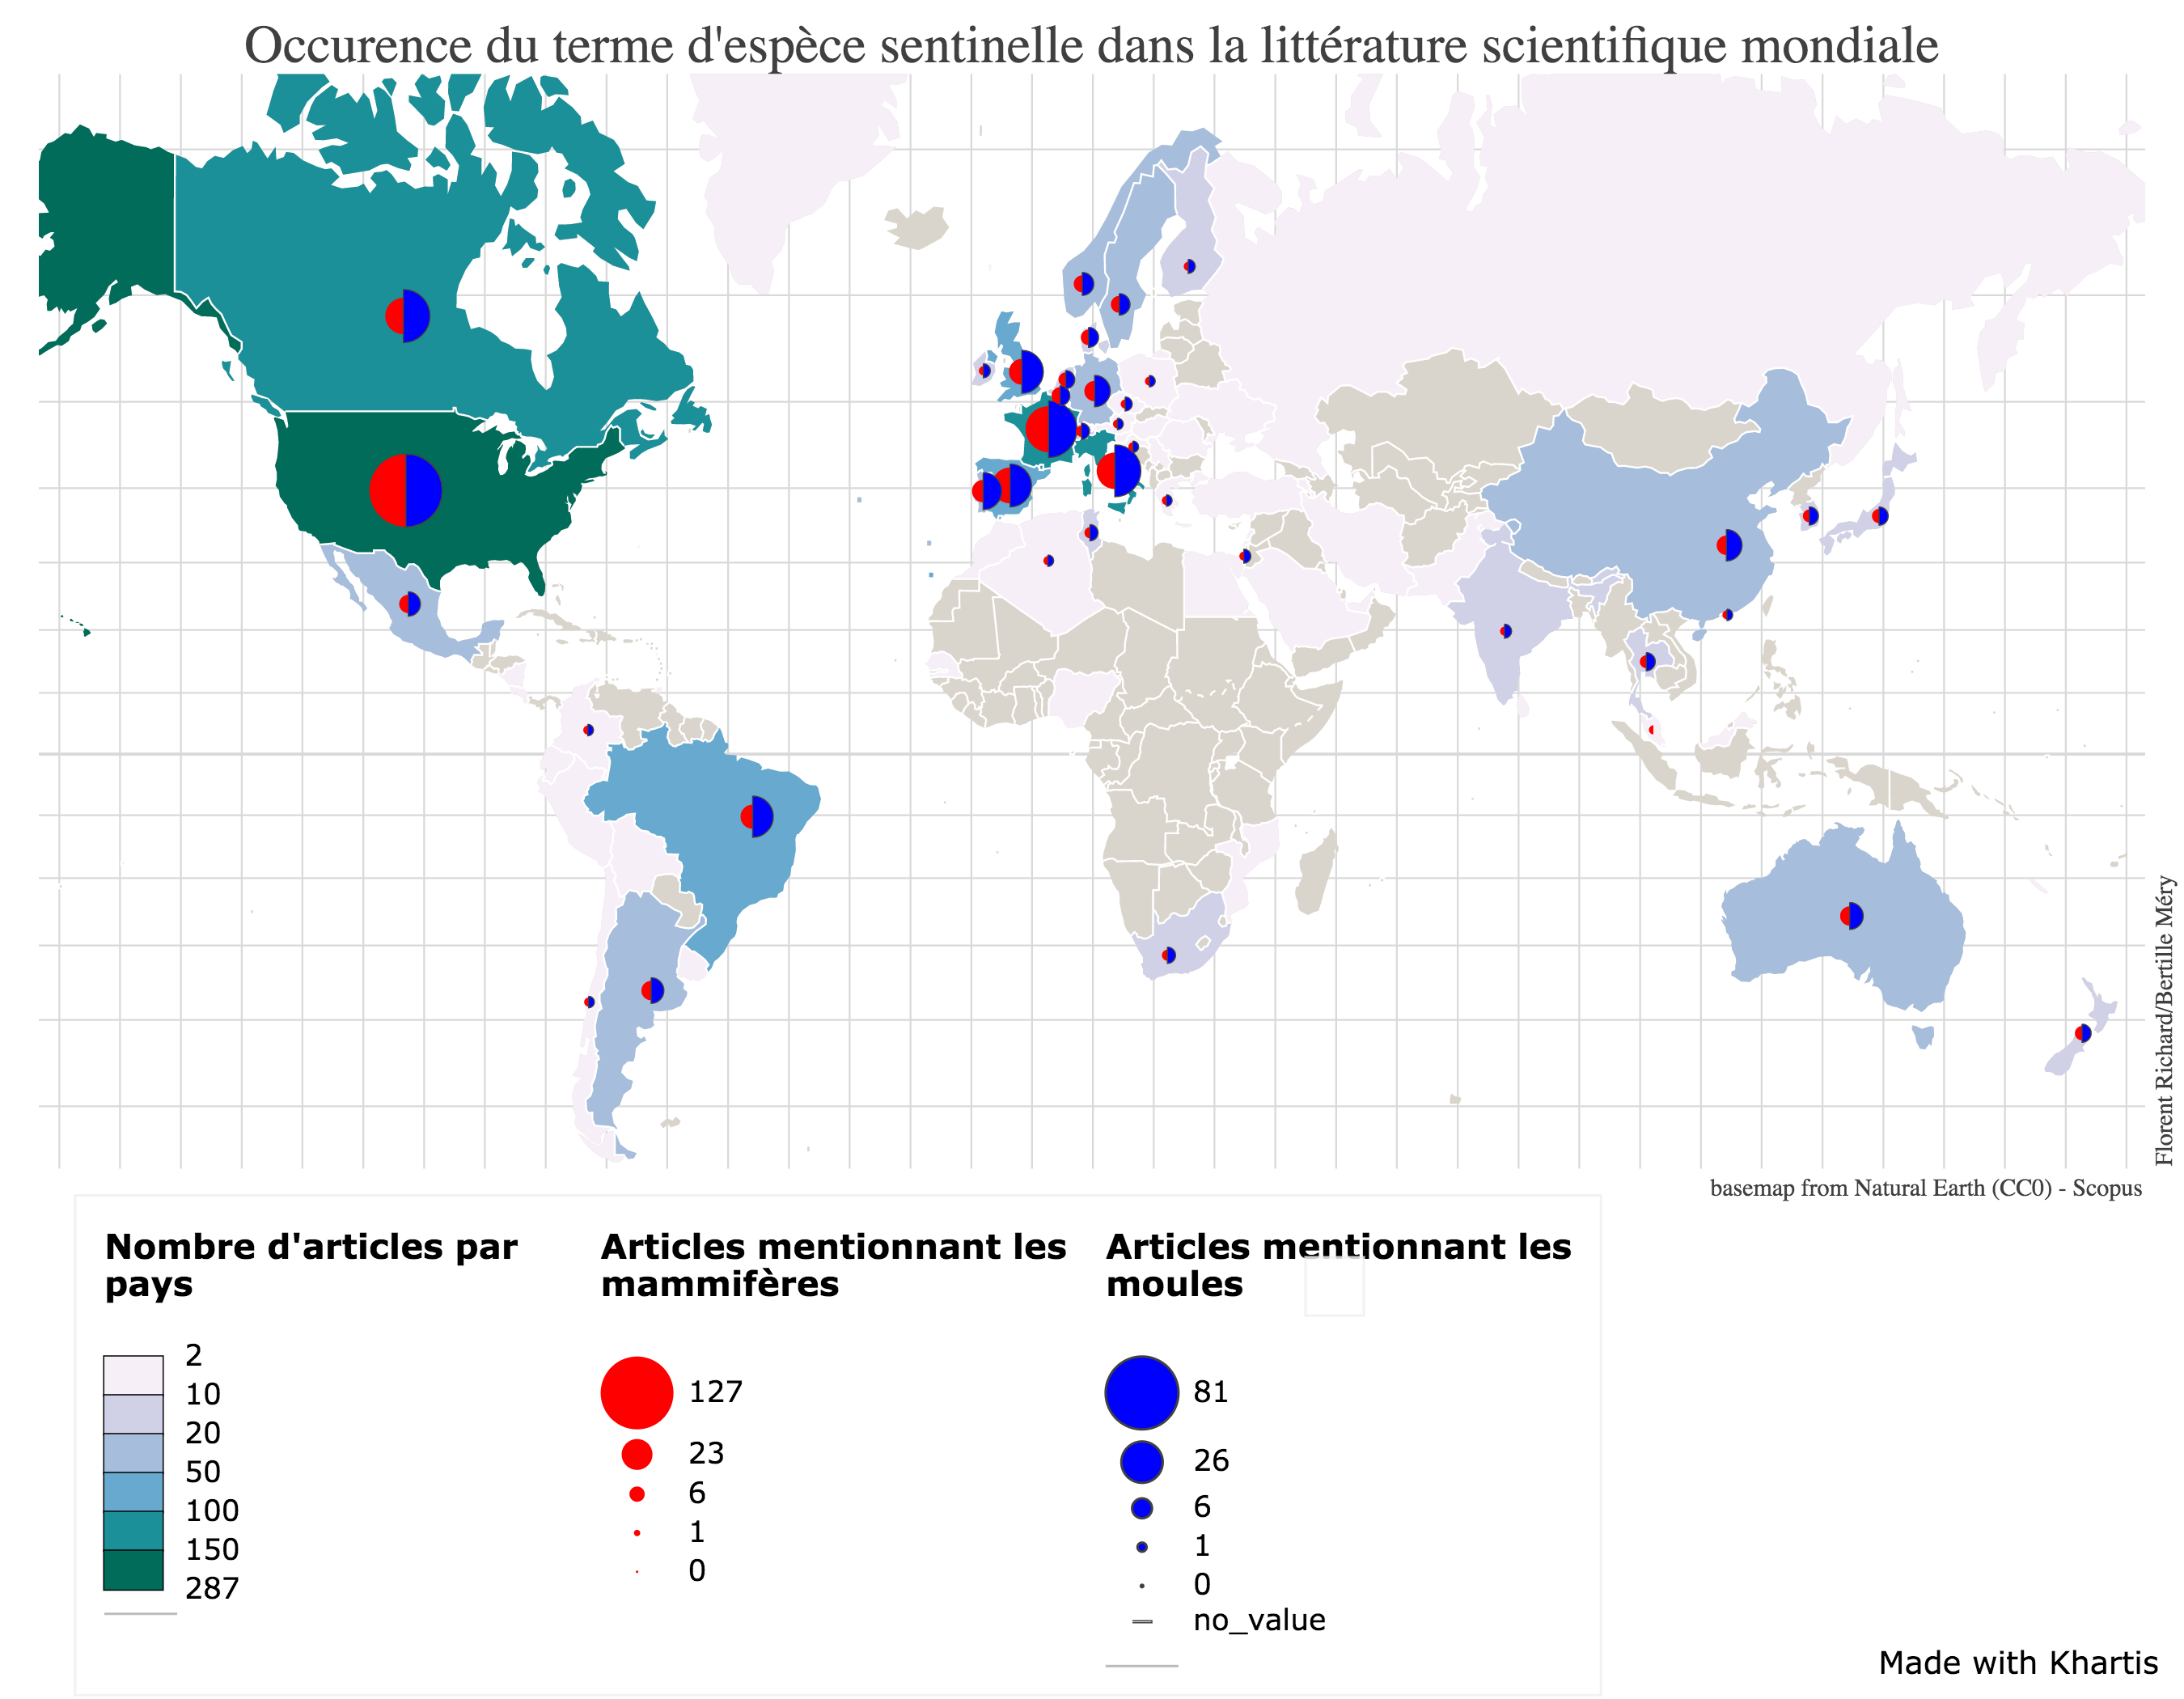 Occurence du terme d'espèce sentinelle dans la littérature scientifique mondiale
Florent Richard/Bertille Méry
basemap from Natural Earth (CC0) - Scopus
Nombre d'articles par
pays
2
10
20
50
100
150
287
Articles mentionnant les
mammifères
127
23
6
1
0
Articles mentionnant les
moules
81
26
6
1
0
no_value
Made with Khartis